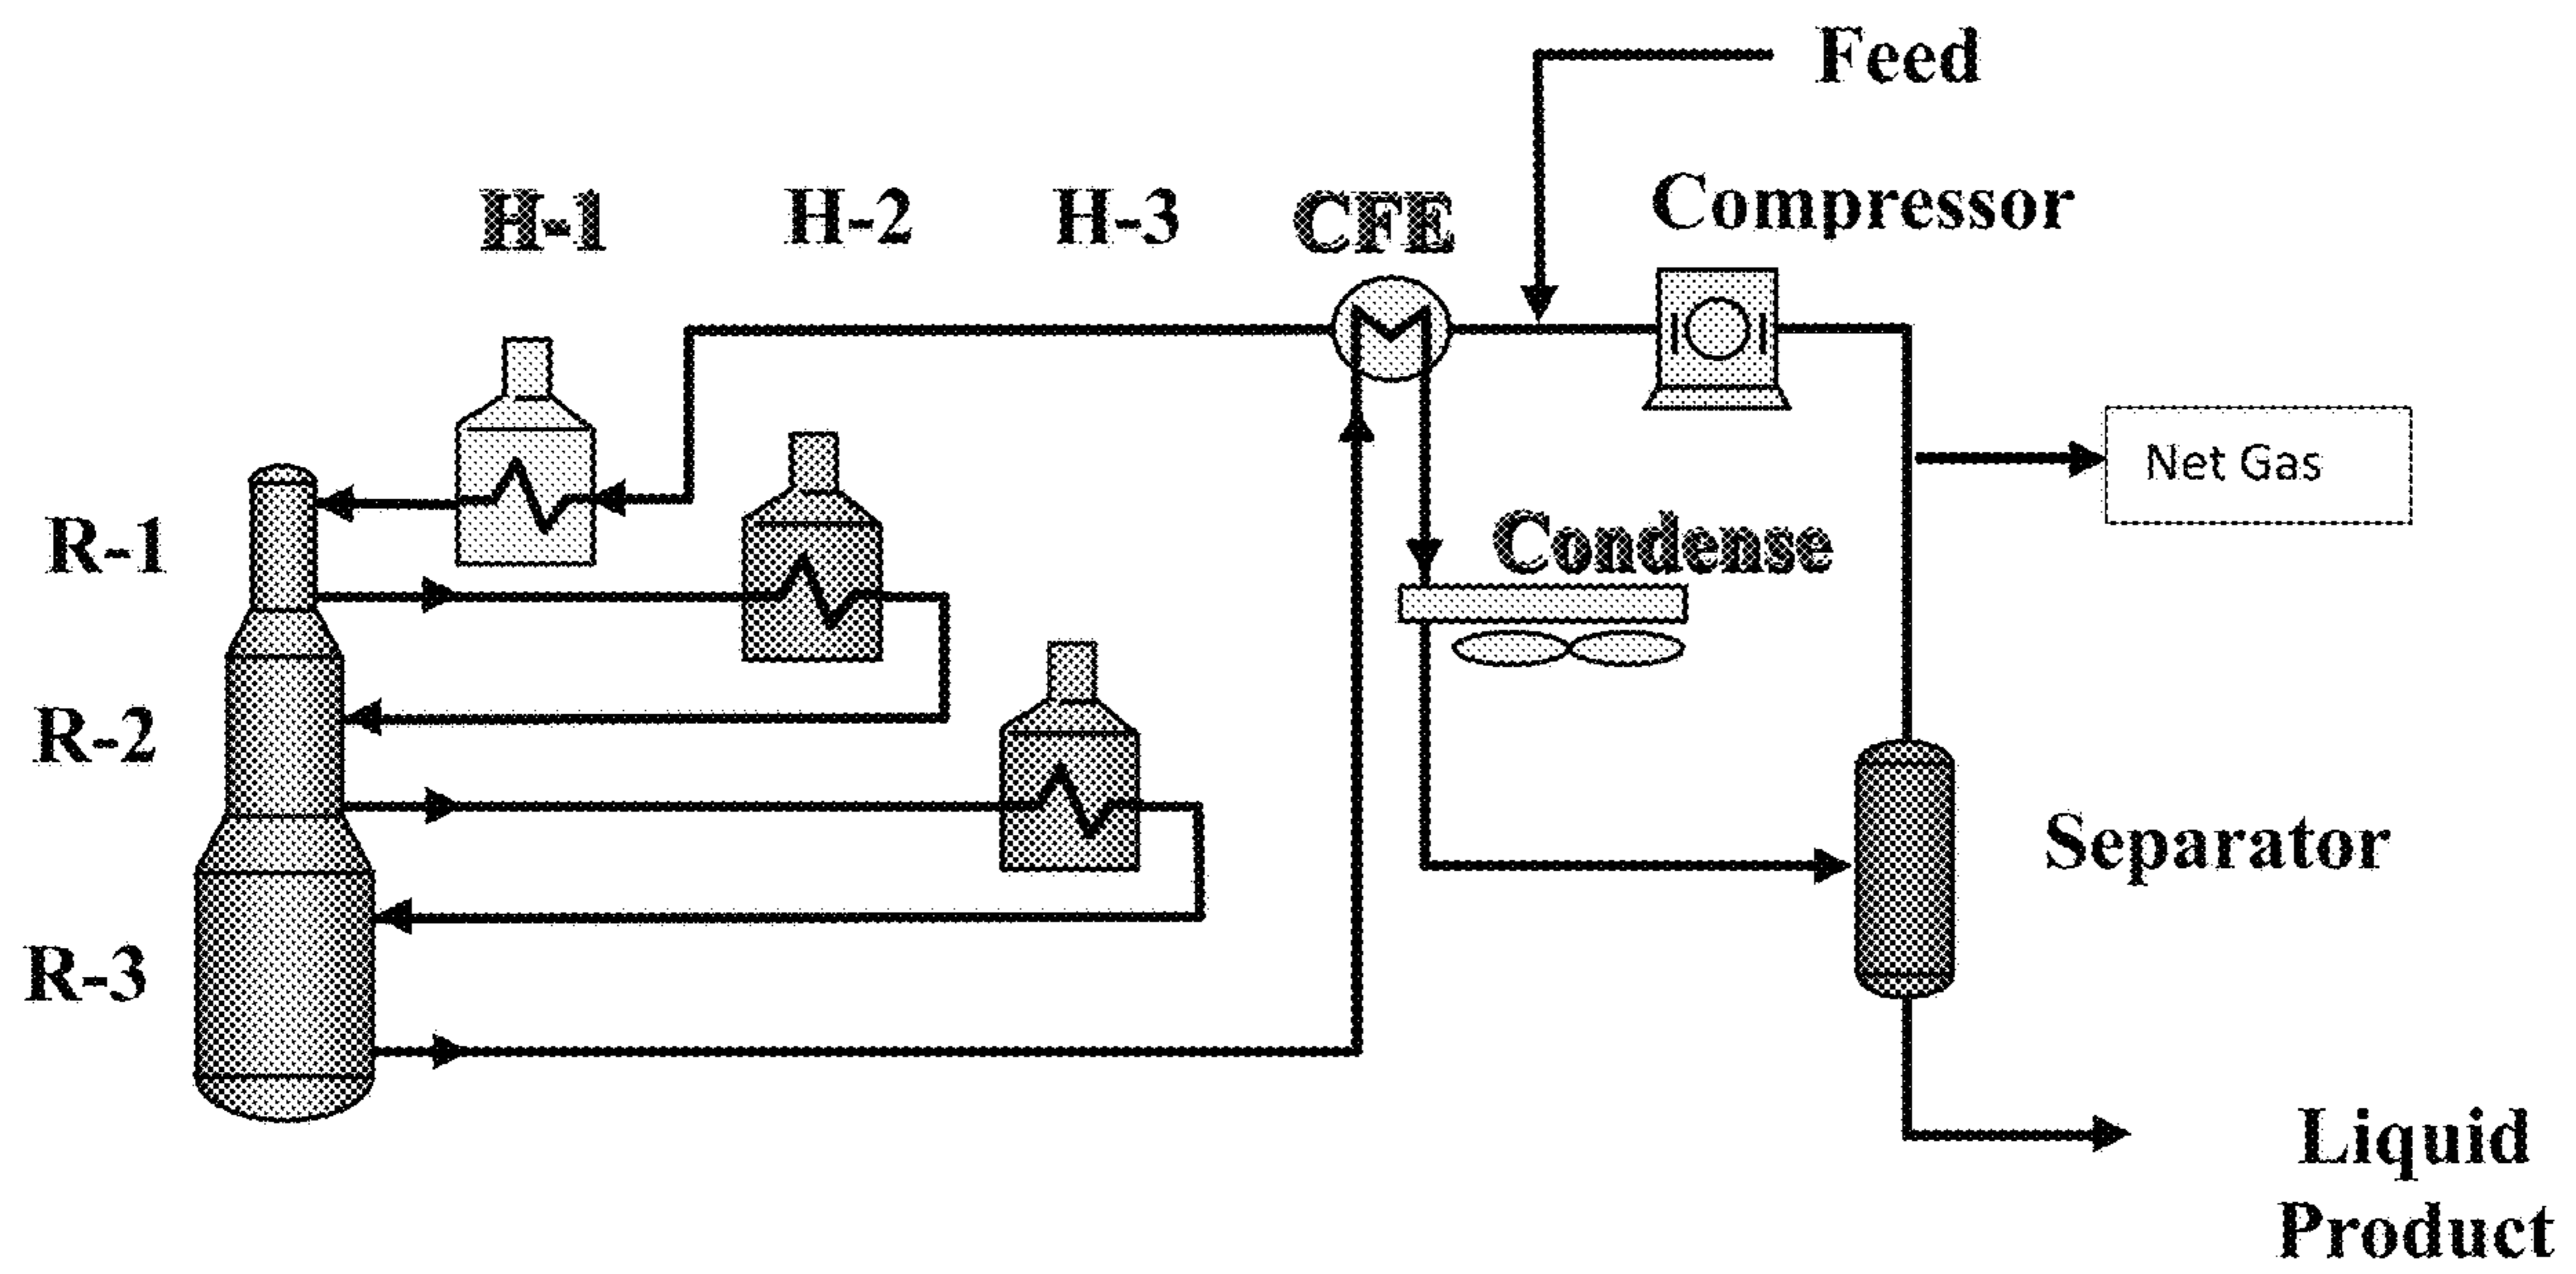 Feed
H-1
H-2
H-3
CFE
Compressor
Net Gas
R-1
Condense
R-2
Separator
R-3
Liquid
Product